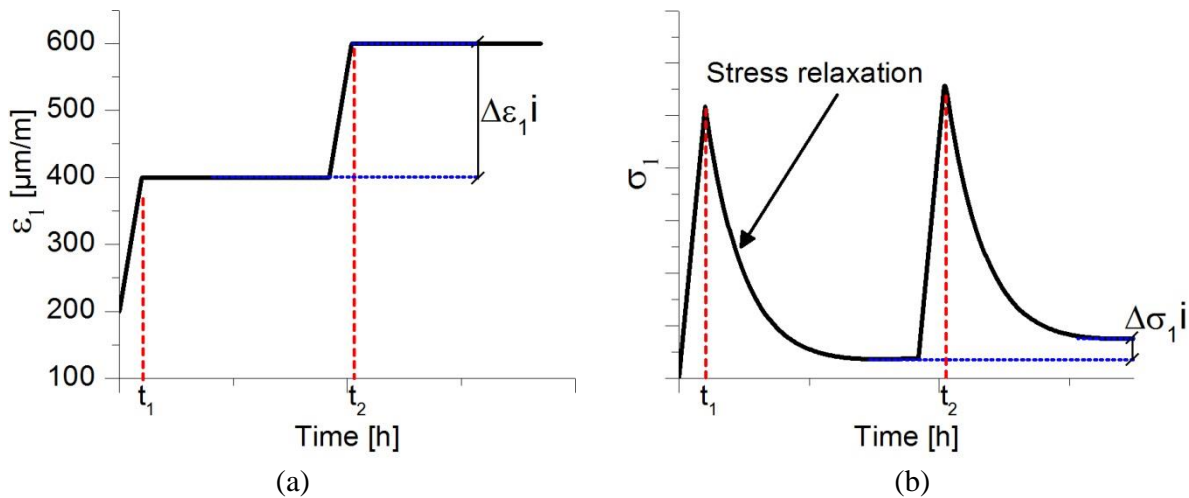 600
500
400
300
200
100
ε₁ [µm/m]
Δε₁i
t₁
t₂
Time [h]
(a)
Stress relaxation
σ₁
Δσ₁i
t₁
t₂
Time [h]
(b)